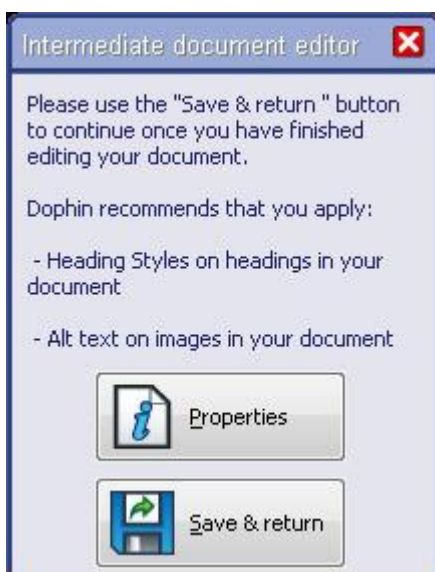 Intermediate document editor
Please use the "Save & return " button
to continue once you have finished
editing your document.
Dophin recommends that you apply:
- Heading Styles on headings in your
document
- Alt text on images in your document
Properties
Save & return